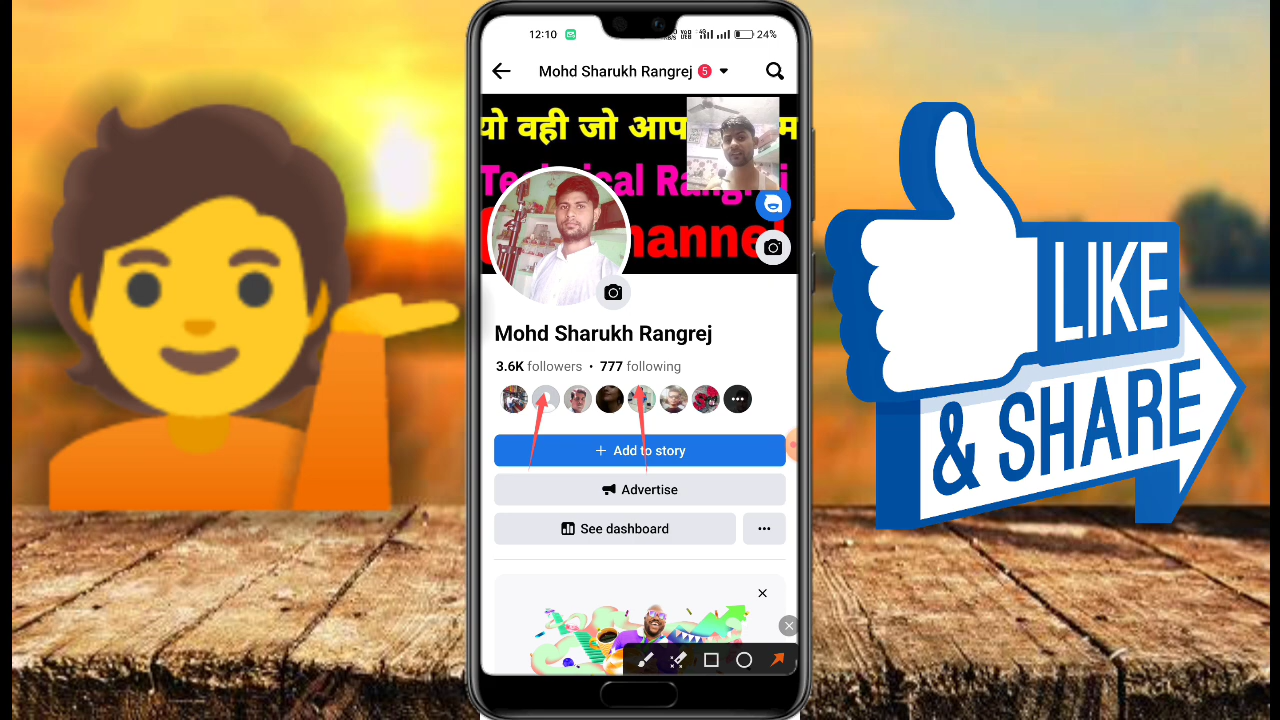 12:10
24%
Mohd Sharukh Rangrej 5
यो वही जो आप
Mohd Sharukh Rangrej
3.6K followers • 777 following
+ Add to story
Advertise
See dashboard
LIKE
& SHARE